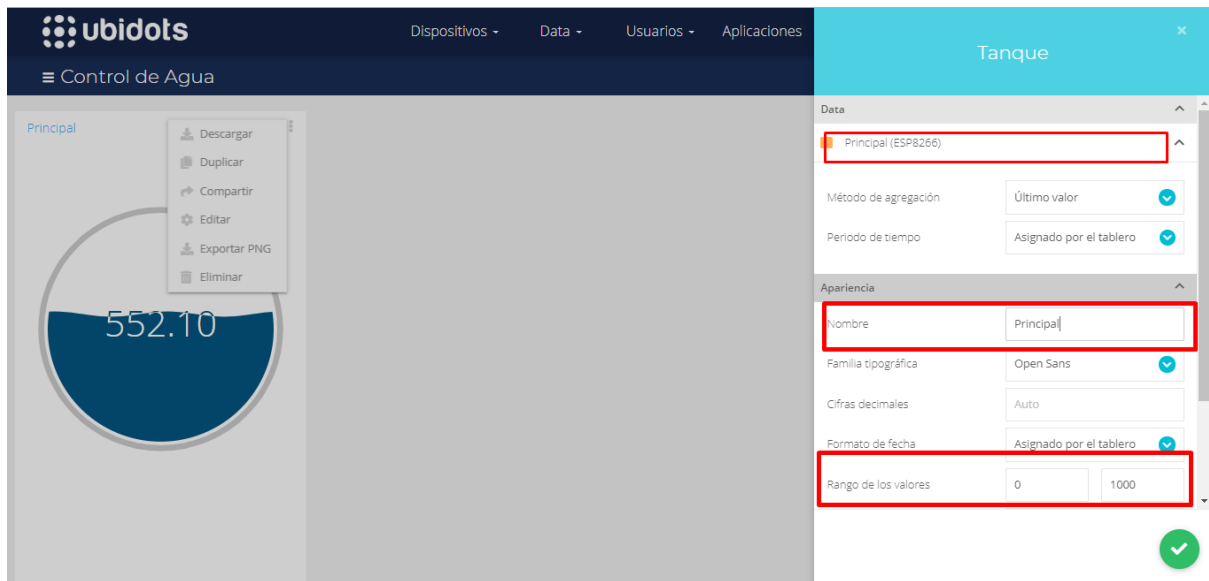 ubidots
Dispositivos
Data
Usuarios
Aplicaciones
Control de Agua
Principal
Descargar
Duplicar
Compartir
Editar
Exportar PNG
Eliminar
552.10
Tanque
×
Data
Principal (ESP8266)
Método de agregación
Último valor
Periodo de tiempo
Asignado por el tablero
Apariencia
Nombre
Principal
Familia tipográfica
Open Sans
Cifras decimales
Auto
Formato de fecha
Asignado por el tablero
Rango de los valores
0
1000